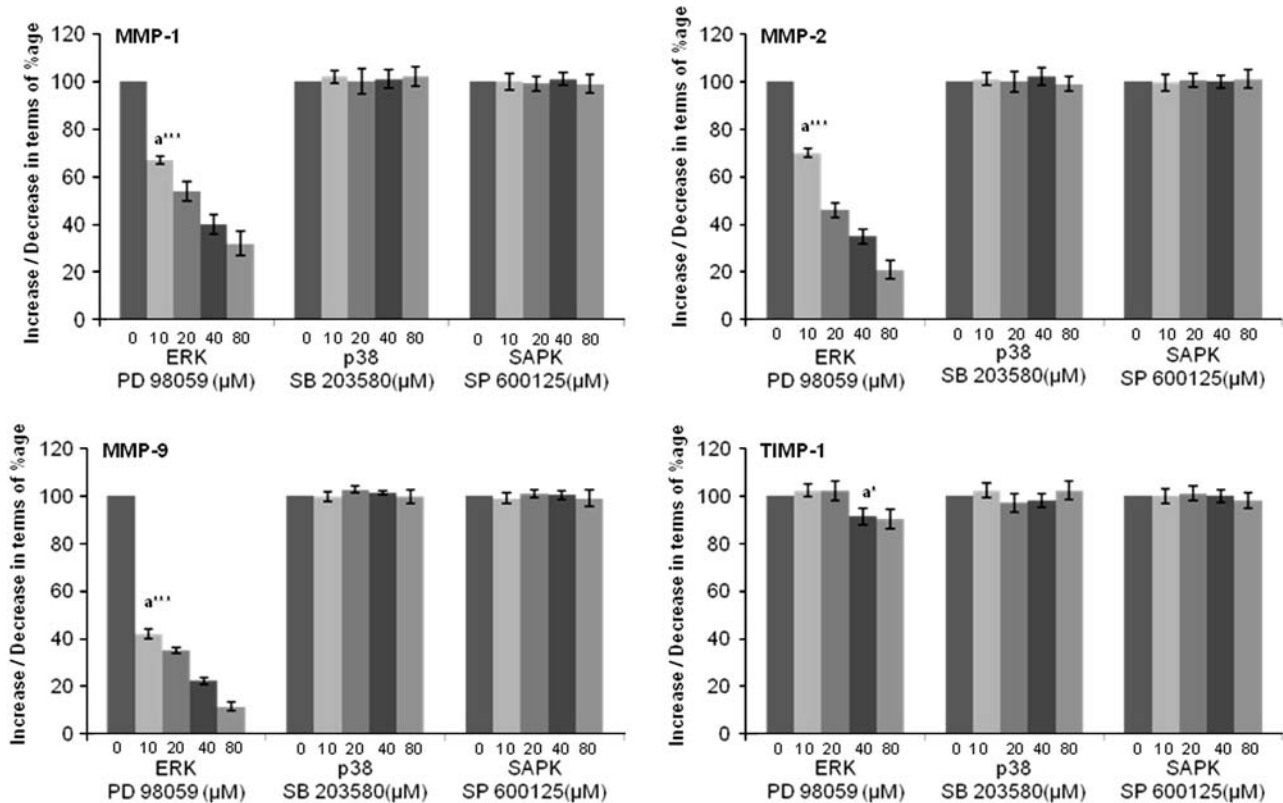 Increase / Decrease in terms of %age
MMP-1
120
100
80
60
40
20
0
a***
0 10 20 40 80 0 10 20 40 80 0 10 20 40 80
ERK p38 SAPK
PD 98059 (µM) SB 203580(µM) SP 600125(µM)
Increase / Decrease in terms of %age
MMP-2
120
100
80
60
40
20
0
a***
0 10 20 40 80 0 10 20 40 80 0 10 20 40 80
ERK p38 SAPK
PD 98059 (µM) SB 203580(µM) SP 600125(µM)
Increase / Decrease in terms of %age
MMP-9
120
100
80
60
40
20
0
a***
0 10 20 40 80 0 10 20 40 80 0 10 20 40 80
ERK p38 SAPK
PD 98059 (µM) SB 203580(µM) SP 600125(µM)
Increase / Decrease in terms of %age
TIMP-1
120
100
80
60
40
20
0
a*
0 10 20 40 80 0 10 20 40 80 0 10 20 40 80
ERK p38 SAPK
PD 98059 (µM) SB 203580(µM) SP 600125(µM)